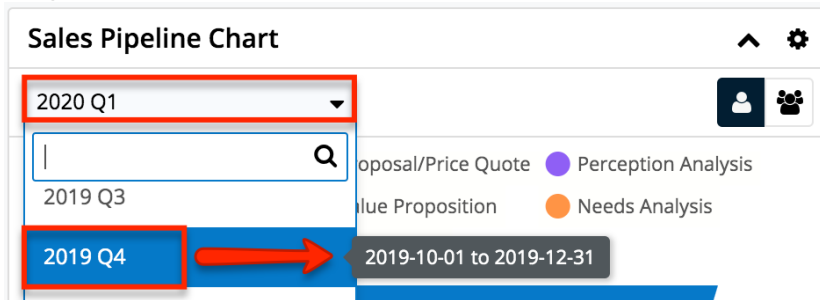 Sales Pipeline Chart
2020 Q1
oposal/Price Quote
Perception Analysis
2019 Q3
lue Proposition
Needs Analysis
2019 Q4
2019-10-01 to 2019-12-31